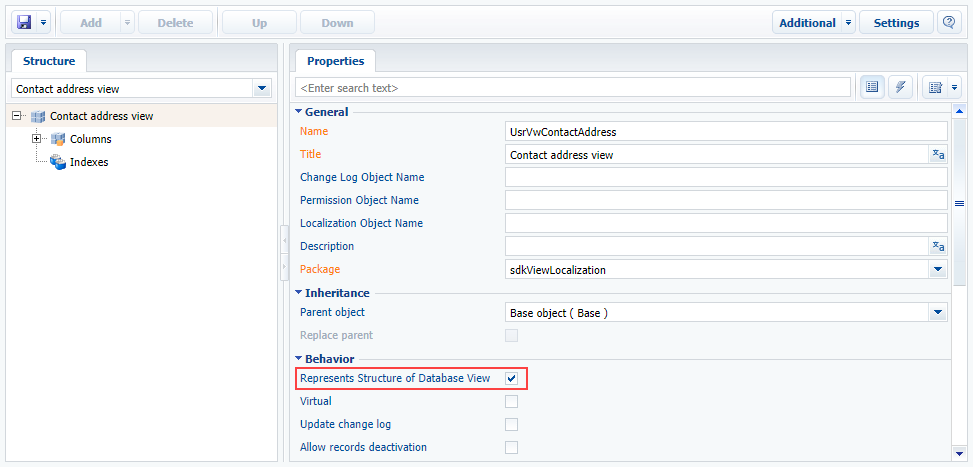 Add Delete Up Down Additional Settings
Structure
Contact address view
Contact address view
Columns
Indexes
Properties
<Enter search text>
General
Name UsrVwContactAddress
Title Contact address view
Change Log Object Name
Permission Object Name
Localization Object Name
Description
Package sdkViewLocalization
Inheritance
Parent object Base object ( Base )
Replace parent
Behavior
Represents Structure of Database View
Virtual
Update change log
Allow records deactivation